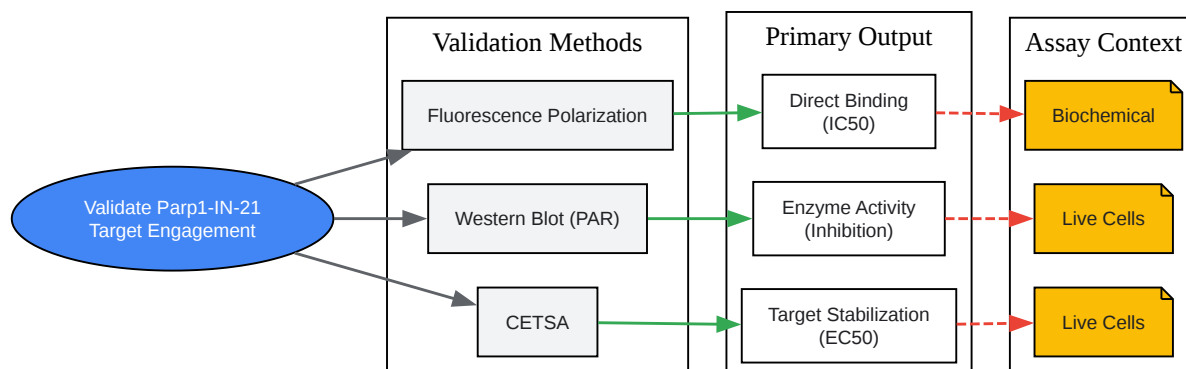 Validation Methods
Primary Output
Assay Context
Validate Parp1-IN-21
Target Engagement
Fluorescence Polarization
Direct Binding
(IC50)
Biochemical
Western Blot (PAR)
Enzyme Activity
(Inhibition)
Live Cells
CETSA
Target Stabilization
(EC50)
Live Cells